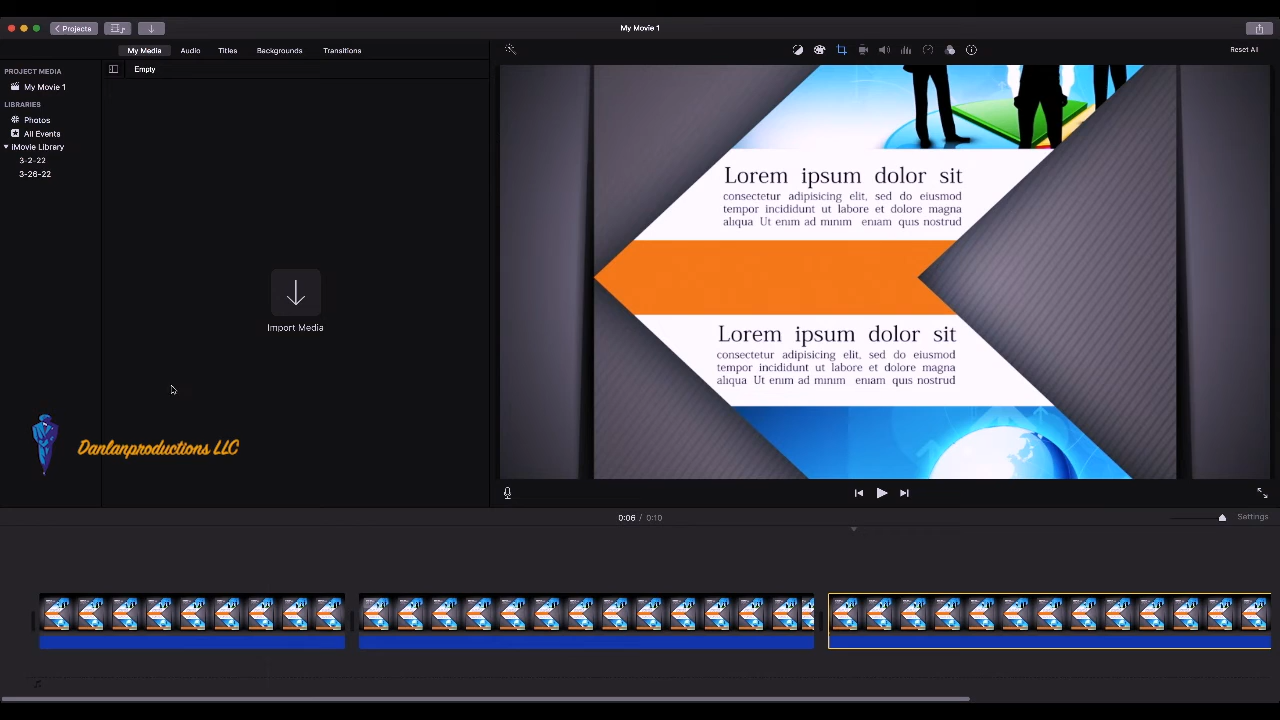 Projects
My Movie 1
My Media Audio Titles Backgrounds Transitions
Reset All
PROJECT MEDIA
My Movie 1
LIBRARIES
Photos
All Events
iMovie Library
3-2-22
3-26-22
Empty
Import Media
Danlanproductions LLC
Lorem ipsum dolor sit
consectetur adipisicing elit, sed do eiusmod
tempor incididunt ut labore et dolore magna
aliqua Ut enim ad minim eniam quis nostrud
Lorem ipsum dolor sit
consectetur adipisicing elit, sed do eiusmod
tempor incididunt ut labore et dolore magna
aliqua Ut enim ad minim eniam quis nostrud
0:06 / 0:10
Settings